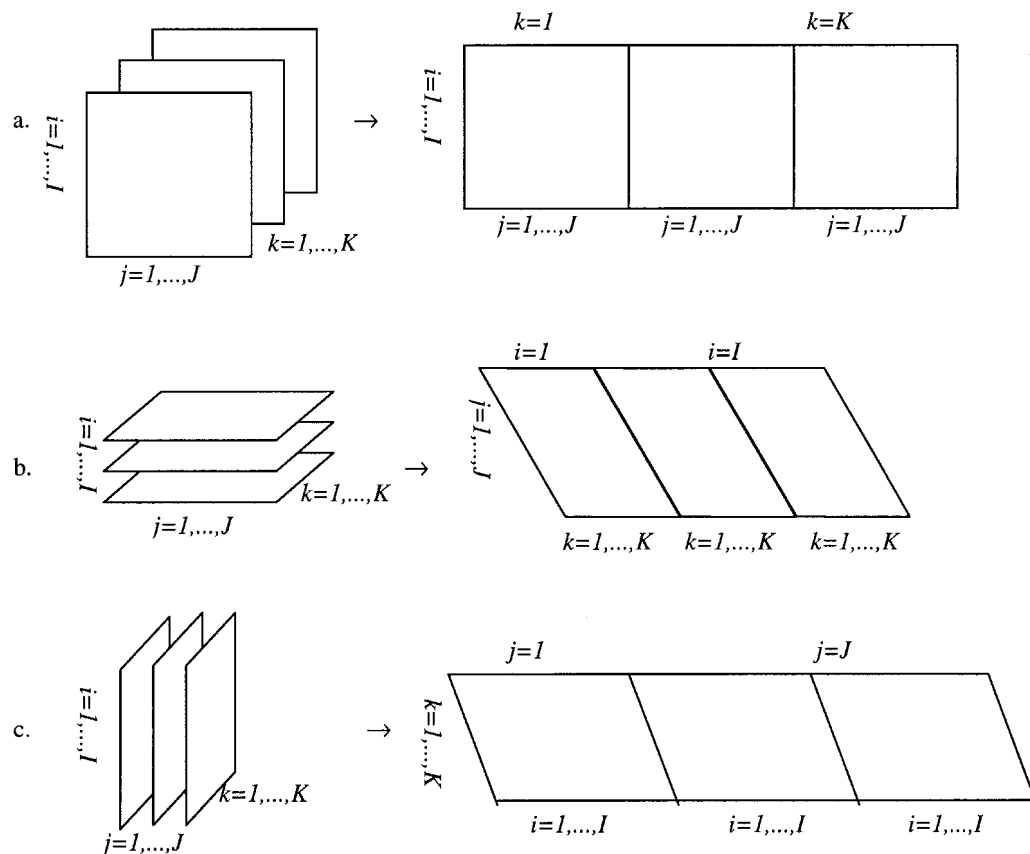 k=1 k=K
a. i=1,...,I → i=1,...,I
k=1,...,K
j=1,...,J j=1,...,J j=1,...,J j=1,...,J
i=1 i=I
b. i=1,...,I → j=1,...,J
k=1,...,K
j=1,...,J k=1,...,K k=1,...,K k=1,...,K
j=1 j=J
c. i=1,...,I → k=1,...,K
k=1,...,K
j=1,...,J i=1,...,I i=1,...,I i=1,...,I